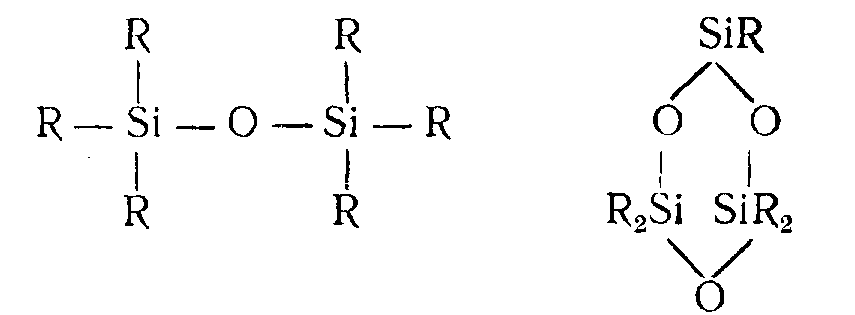 R R SiR
R — Si — O — Si — R O O
R R R₂Si SiR₂
O